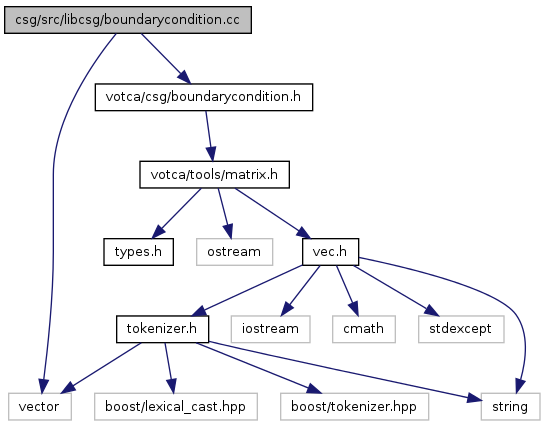 csg/src/libcsg/boundarycondition.cc
votca/csg/boundarycondition.h
votca/tools/matrix.h
types.h
ostream
vec.h
tokenizer.h
iostream
cmath
stdexcept
vector
boost/lexical_cast.hpp
boost/tokenizer.hpp
string